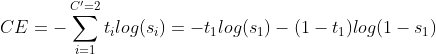 CE = -\sum_{i=1}^{C'=2} t_i log(s_i) = -t_1 log(s_1) - (1 - t_1) log(1 - s_1)